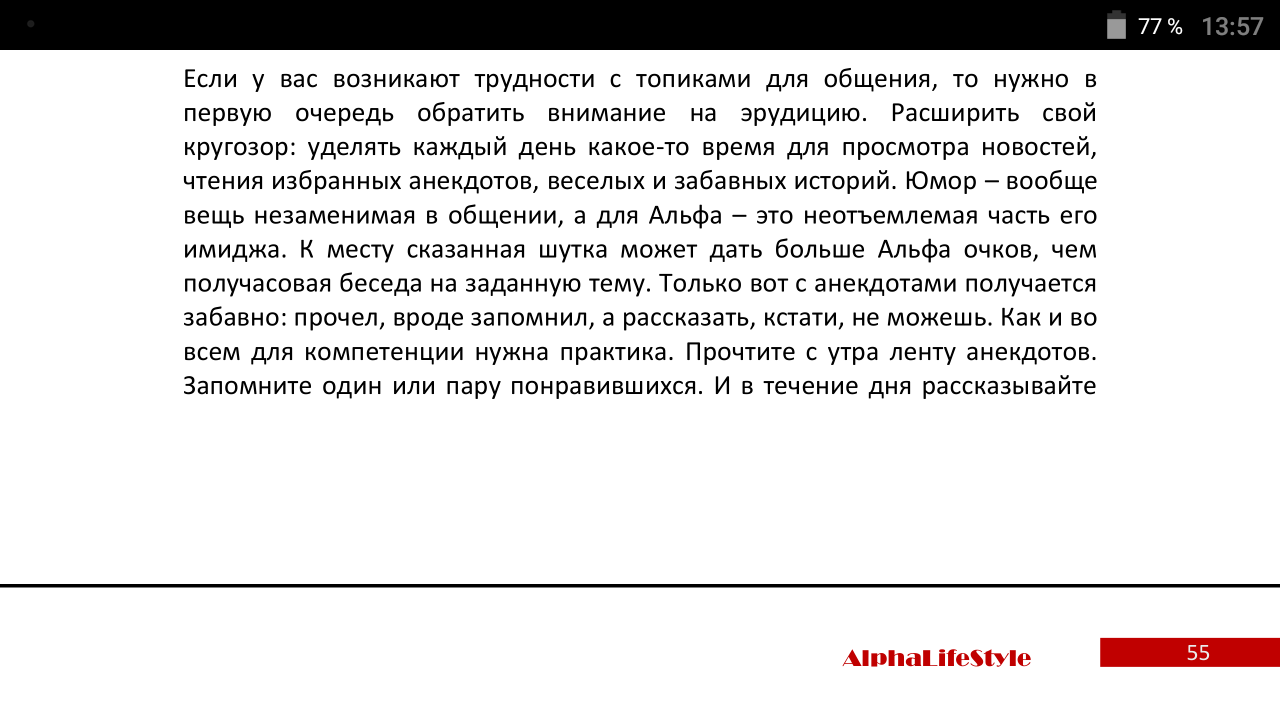 77 % 13:57
Если у вас возникают трудности с топиками для общения, то нужно в
первую очередь обратить внимание на эрудицию. Расширить свой
кругозор: уделять каждый день какое-то время для просмотра новостей,
чтения избранных анекдотов, веселых и забавных историй. Юмор – вообще
вещь незаменимая в общении, а для Альфа – это неотъемлемая часть его
имиджа. К месту сказанная шутка может дать больше Альфа очков, чем
получасовая беседа на заданную тему. Только вот с анекдотами получается
забавно: прочел, вроде запомнил, а рассказать, кстати, не можешь. Как и во
всем для компетенции нужна практика. Прочтите с утра ленту анекдотов.
Запомните один или пару понравившихся. И в течение дня рассказывайте
AlphaLifeStyle 55